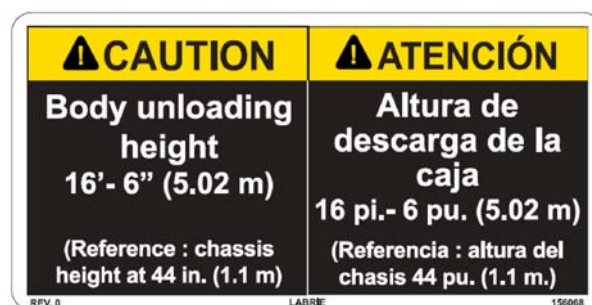 CAUTION
Body unloading
height
16’- 6” (5.02 m)
(Reference : chassis
height at 44 in. (1.1 m)
ATENCIÓN
Altura de
descarga de la
caja
16 pi.- 6 pu. (5.02 m)
(Referencia : altura del
chasis 44 pu. (1.1 m.)
REV. 0
LABRIE
156068